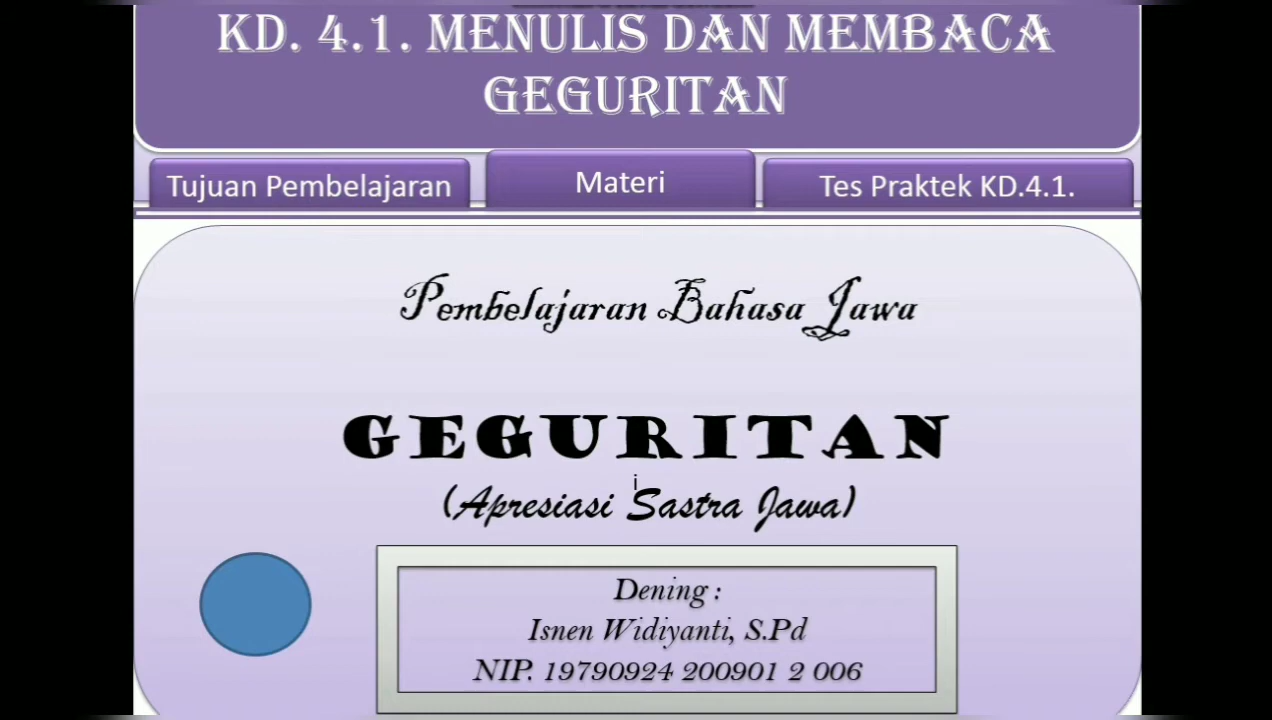 KD. 4.1. MENULIS DAN MEMBACA
GEGURITAN
Tujuan Pembelajaran
Materi
Tes Praktek KD.4.1.
Pembelajaran Bahasa Jawa
GEGURITAN
i
(Apresiasi Sastra Jawa)
Dening :
Isnen Widiyanti, S.Pd
NIP. 19790924 200901 2 006